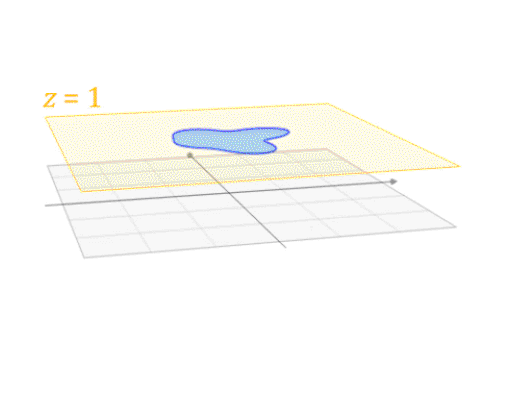 z = 1